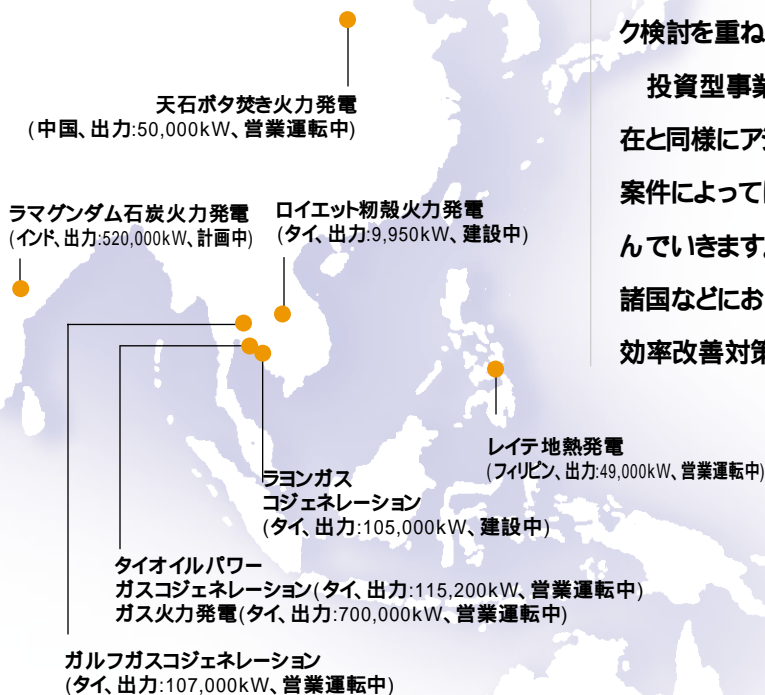 天石ボタ焚き火力発電
(中国、出力:50,000kW、営業運転中)
ラマグンダム石炭火力発電
(インド、出力:520,000kW、計画中)
ロイエット籾殻火力発電
(タイ、出力:9,950kW、建設中)
レイテ地熱発電
(フィリピン、出力:49,000kW、営業運転中)
ラヨンガス
コジェネレーション
(タイ、出力:105,000kW、建設中)
タイオイルパワー
ガスコジェネレーション(タイ、出力:115,200kW、営業運転中)
ガス火力発電(タイ、出力:700,000kW、営業運転中)
ガルフガスコジェネレーション
(タイ、出力:107,000kW、営業運転中)
ク検討を重ね
投資型事業
在と同様にア
案件によって
んでいきます
諸国などにお
効率改善対策